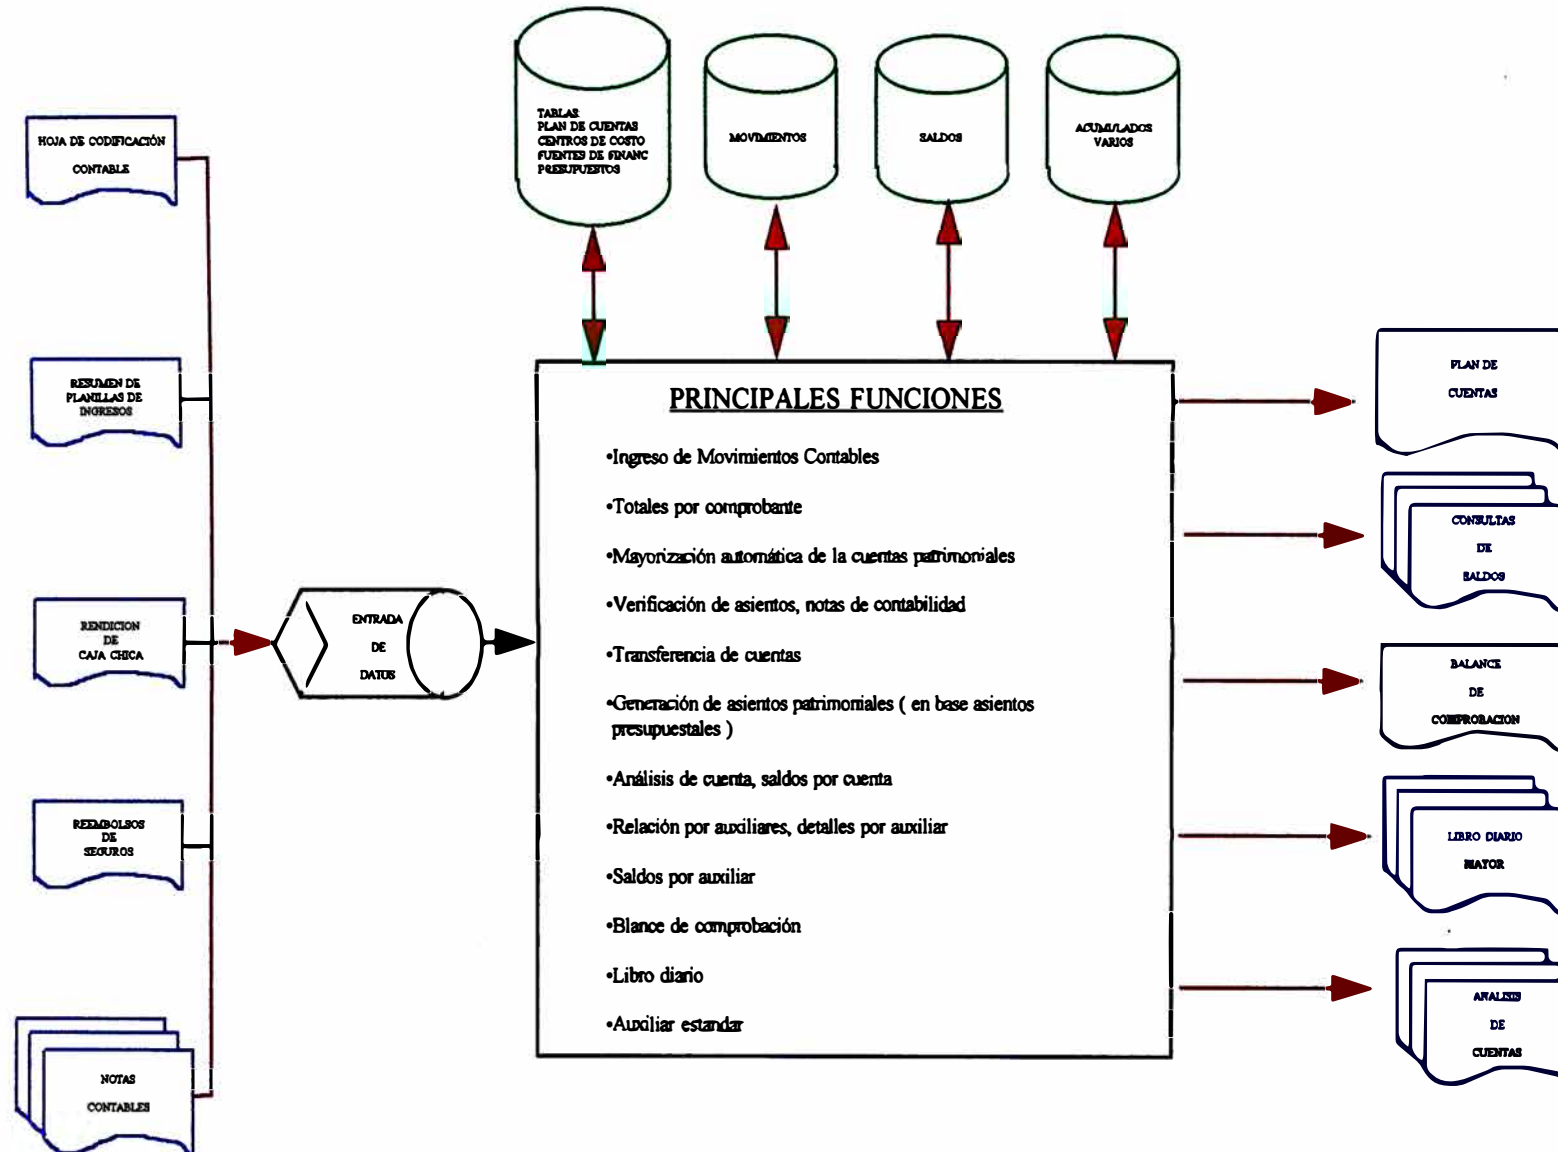 TABLAS:
PLAN DE CUENTAS
CENTROS DE COSTO
FUENTES DE FINANC
PRESUPUESTOS
MOVIMIENTOS
SALDOS
ACUMULADOS
VARIOS
HOJA DE CODIFICACIÓN
CONTABLE
RESUMEN DE
PLANILLAS DE
INGRESOS
RENDICION
DE
CAJA CHICA
REEMBOLSOS
DE
SEGUROS
NOTAS
CONTABLES
ENTRADA
DE
DATOS
PRINCIPALES FUNCIONES
•Ingreso de Movimientos Contables
•Totales por comprobante
•Mayorización automática de la cuentas patrimoniales
•Verificación de asientos, notas de contabilidad
•Transferencia de cuentas
•Generación de asientos patrimoniales ( en base asientos
presupuestales )
•Análisis de cuenta, saldos por cuenta
•Relación por auxiliares, detalles por auxiliar
•Saldos por auxiliar
•Blance de comprobación
•Libro diario
•Auxiliar estandar
PLAN DE
CUENTAS
CONSULTAS
DE
SALDOS
BALANCE
DE
COMPROBACION
LIBRO DIARIO
MAYOR
ANALISIS
DE
CUENTAS